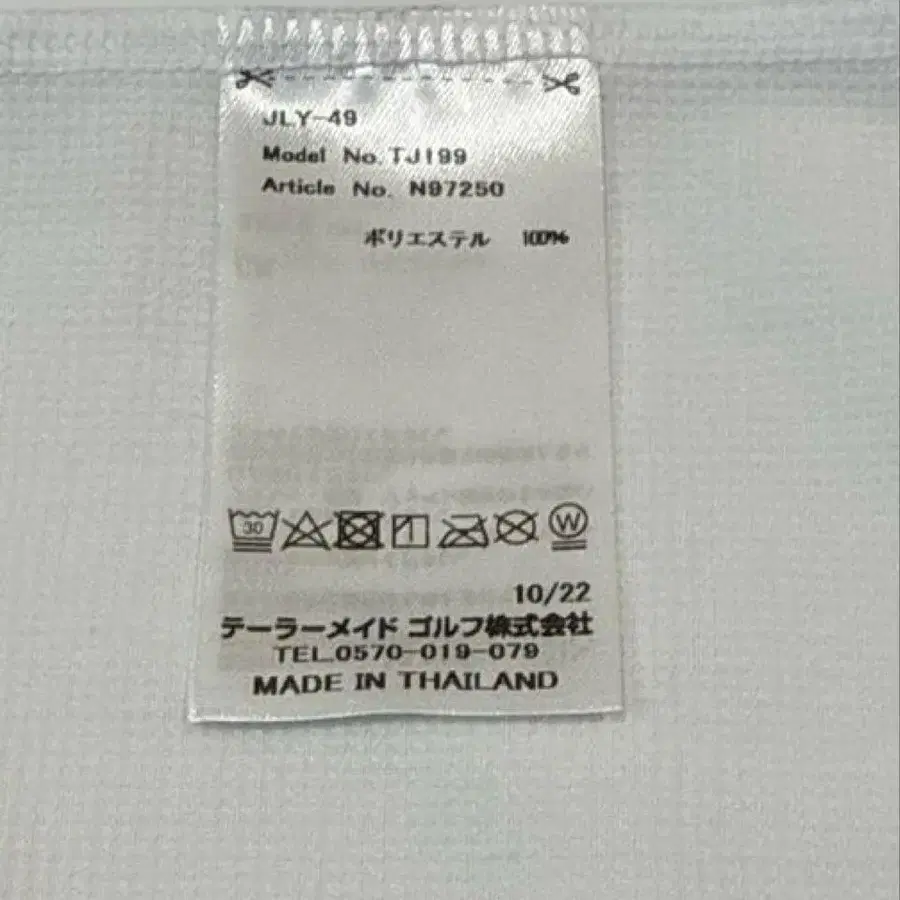 JLY-49
Model No. TJ199
Article No. N97250
ポリエステル 100%
30 W
10/22
テーラーメイド ゴルフ株式会社
TEL.0570-019-079
MADE IN THAILAND